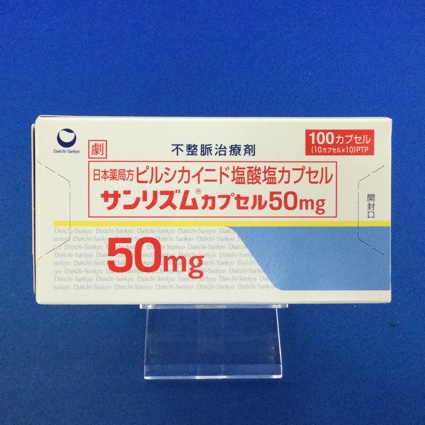 Daiichi-Sankyo
劇
不整脈治療剤
100カプセル
(10カプセル×10)PTP
日本薬局方ピルシカイニド塩酸塩カプセル
サンリズム®カプセル50mg
開封口
50mg